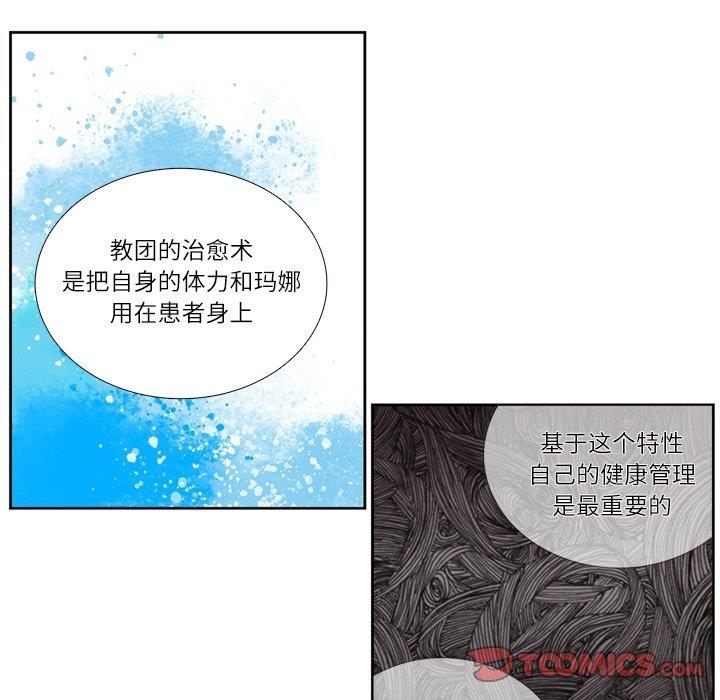 教团的治愈术
是把自身的体力和玛娜
用在患者身上
基于这个特性
自己的健康管理
是最重要的
TOOMICS.COM